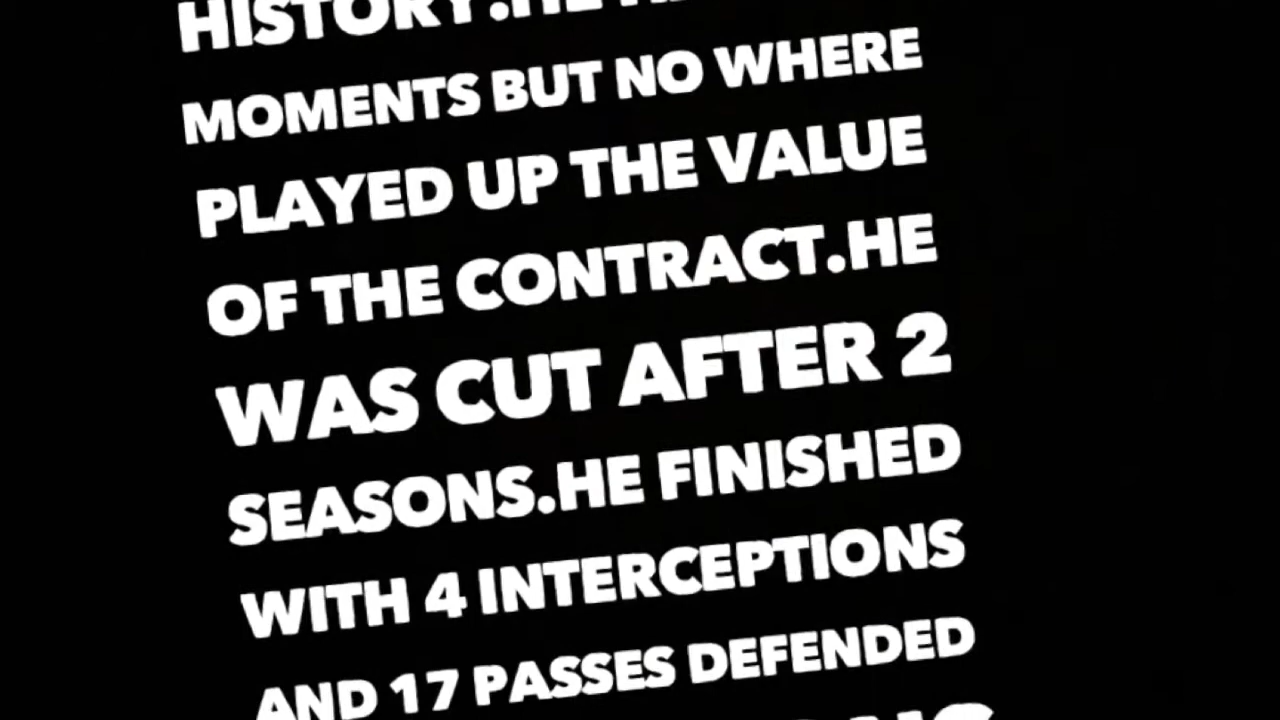 HISTORY.HE
MOMENTS BUT NO WHERE
PLAYED UP THE VALUE
OF THE CONTRACT.HE
WAS CUT AFTER 2
SEASONS.HE FINISHED
WITH 4 INTERCEPTIONS
AND 17 PASSES DEFENDED